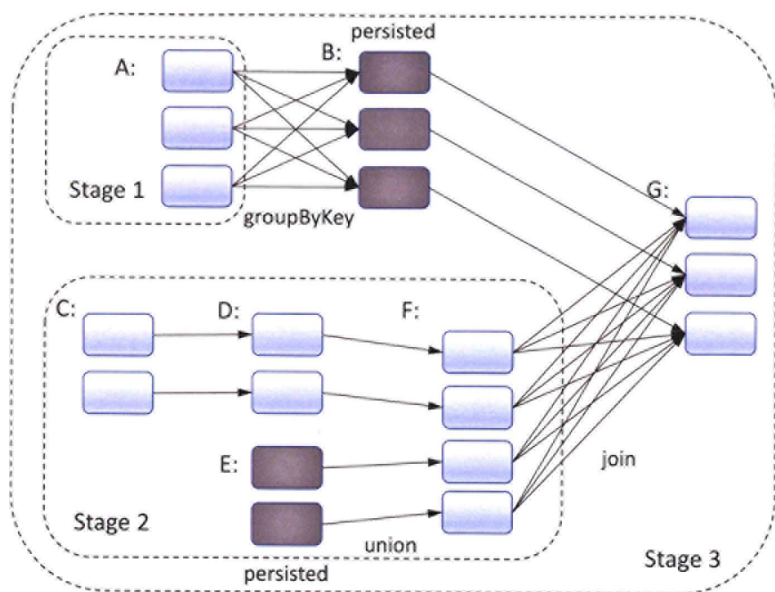 persisted
A:
B:
Stage 1
groupByKey
G:
C:
D:
F:
E:
join
Stage 2
union
persisted
Stage 3